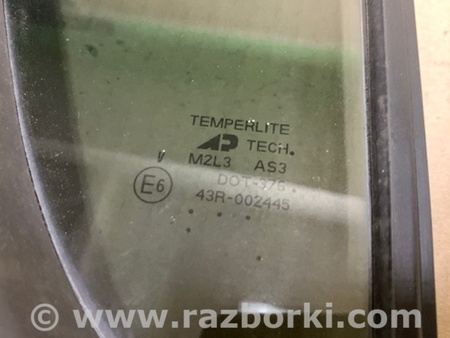 TEMPERLITE
AP TECH.
V M2L3 AS3
E6 DOT-376
43R-002445
© www.razborki.com